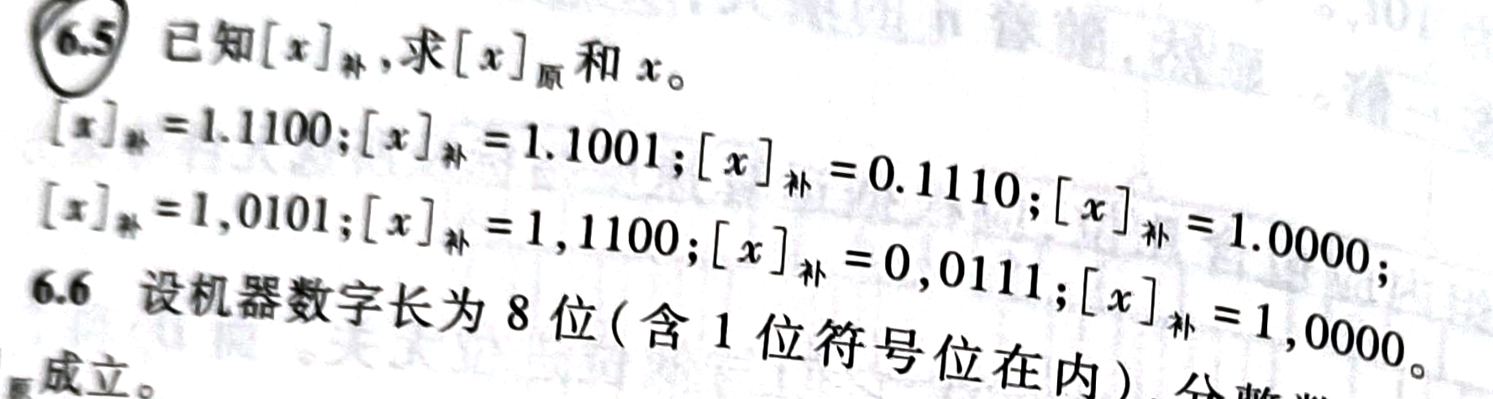 6.5 已知[x]补,求[x]原和 x。
[x]补=1.1100;[x]补=1.1001;[x]补=0.1110;[x]补=1.0000;
[x]补=1,0101;[x]补=1,1100;[x]补=0,0111;[x]补=1,0000。
6.6 设机器数字长为 8 位(含 1 位符号位在内),分整
成立。